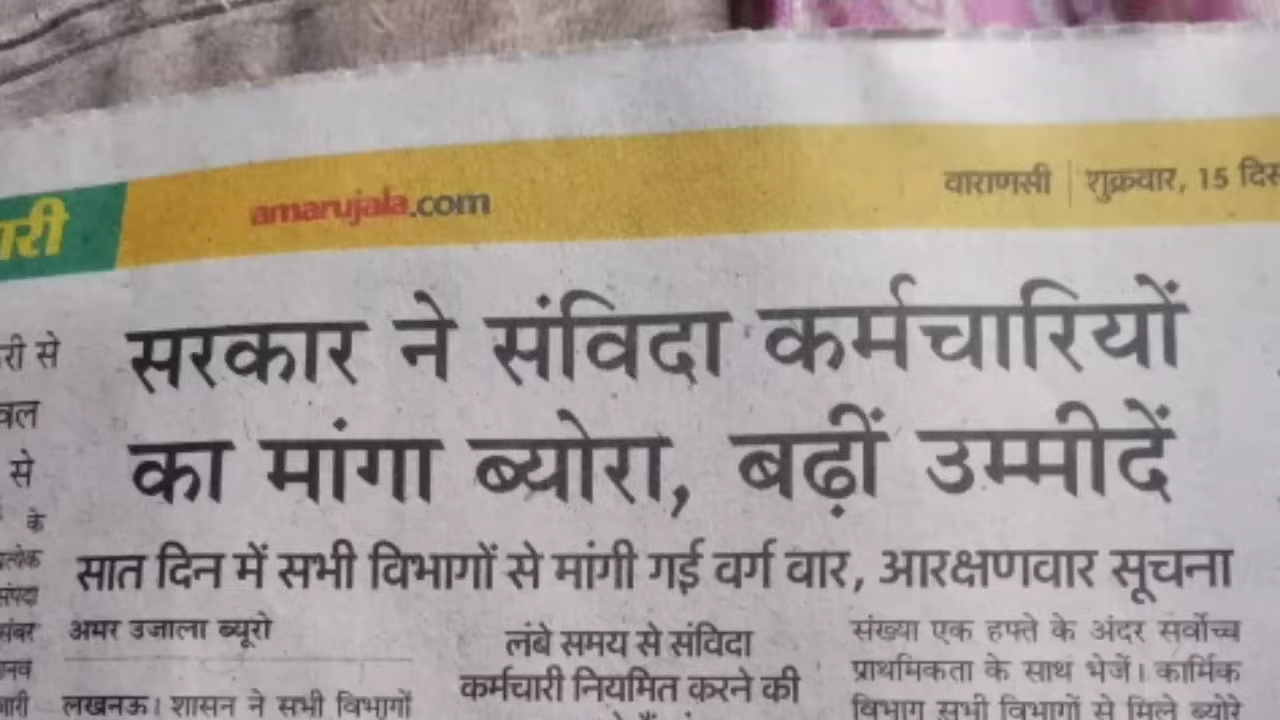 amarujala.com
वाराणसी | शुक्रवार, 15
सरकार ने संविदा कर्मचारियों
का मांगा ब्योरा, बढ़ीं उम्मीदें
सात दिन में सभी विभागों से मांगी गई वर्ग वार, आरक्षणवार सूचना
अमर उजाला ब्यूरो
लखनऊ। शासन ने सभी विभागों
लंबे समय से संविदा
कर्मचारी नियमित करने की
संख्या एक हफ्ते के अंदर सर्वोच्च
प्राथमिकता के साथ भेजें। कार्मिक
विभाग सभी विभागों से मिले ब्योरे